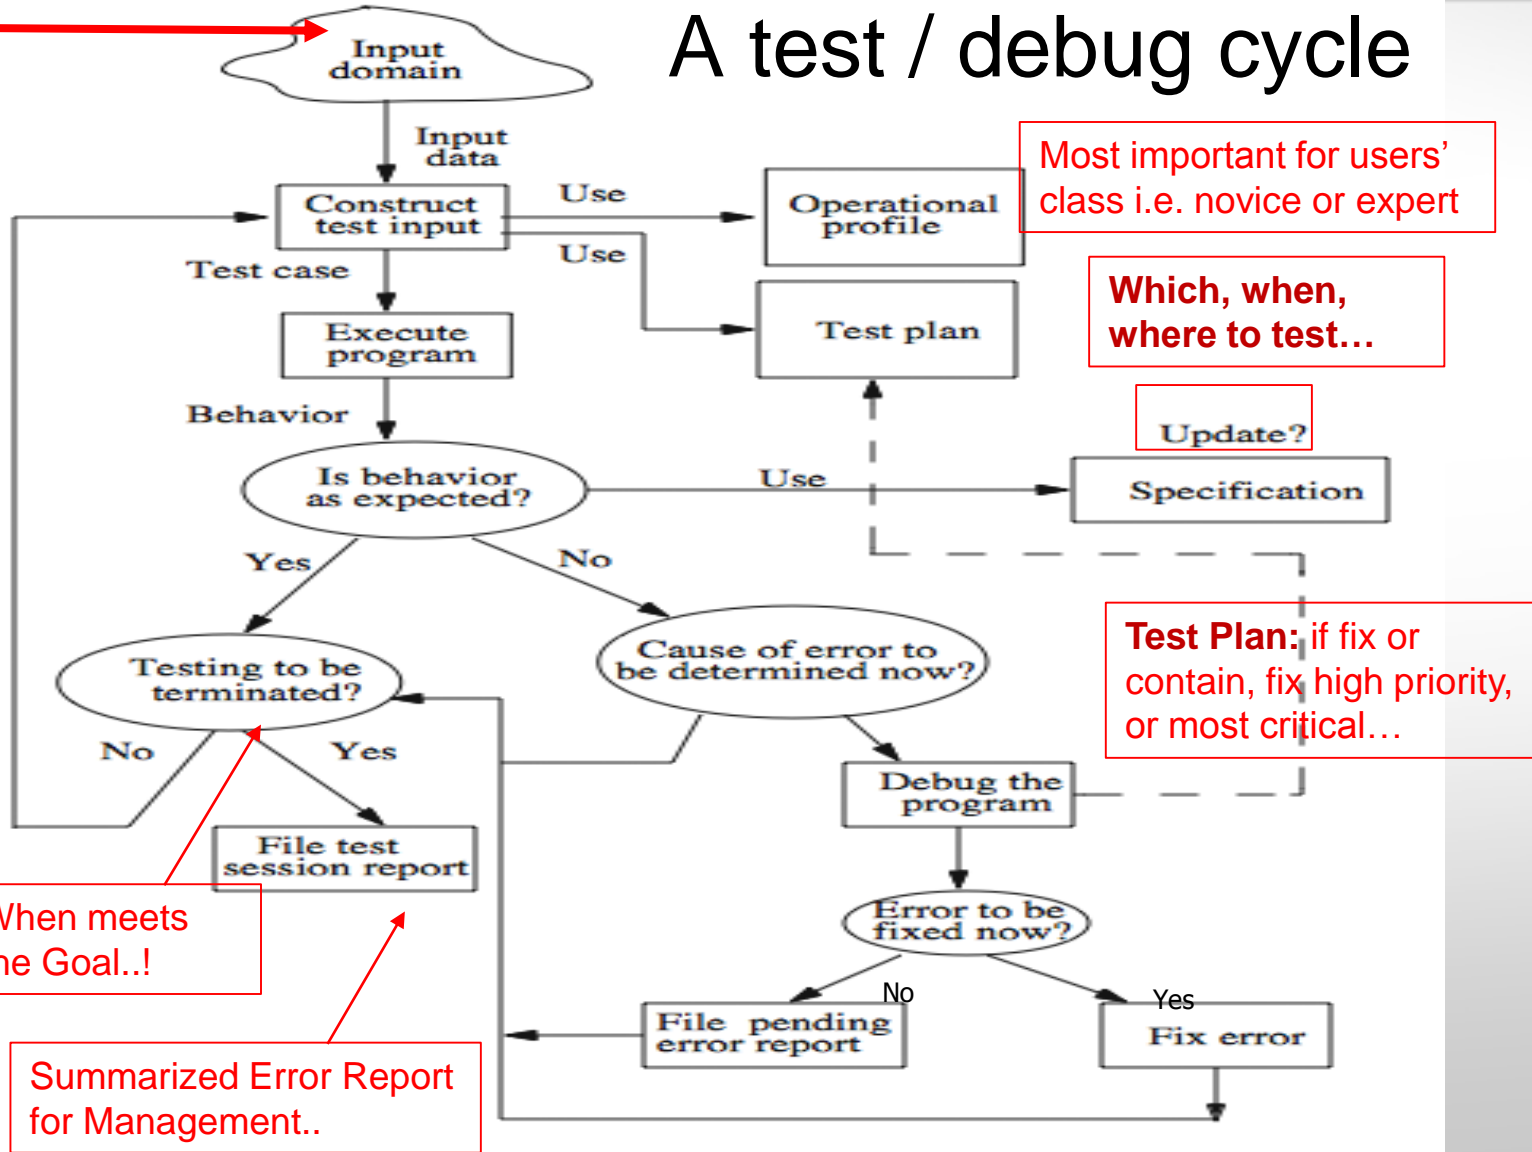 A test / debug cycle
Input
domain
Input
data
Most important for users’
class i.e. novice or expert
Construct
test input
Use
Use
Operational
profile
Test case
Which, when,
where to test…
Execute
program
Test plan
Behavior
Update?
Is behavior
as expected?
Use
Specification
Yes
No
Test Plan: if fix or
contain, fix high priority,
or most critical…
Testing to be
terminated?
Cause of error to
be determined now?
No
Yes
Debug the
program
File test
session report
When meets
the Goal..!
Error to be
fixed now?
No
Yes
File pending
error report
Fix error
Summarized Error Report
for Management..